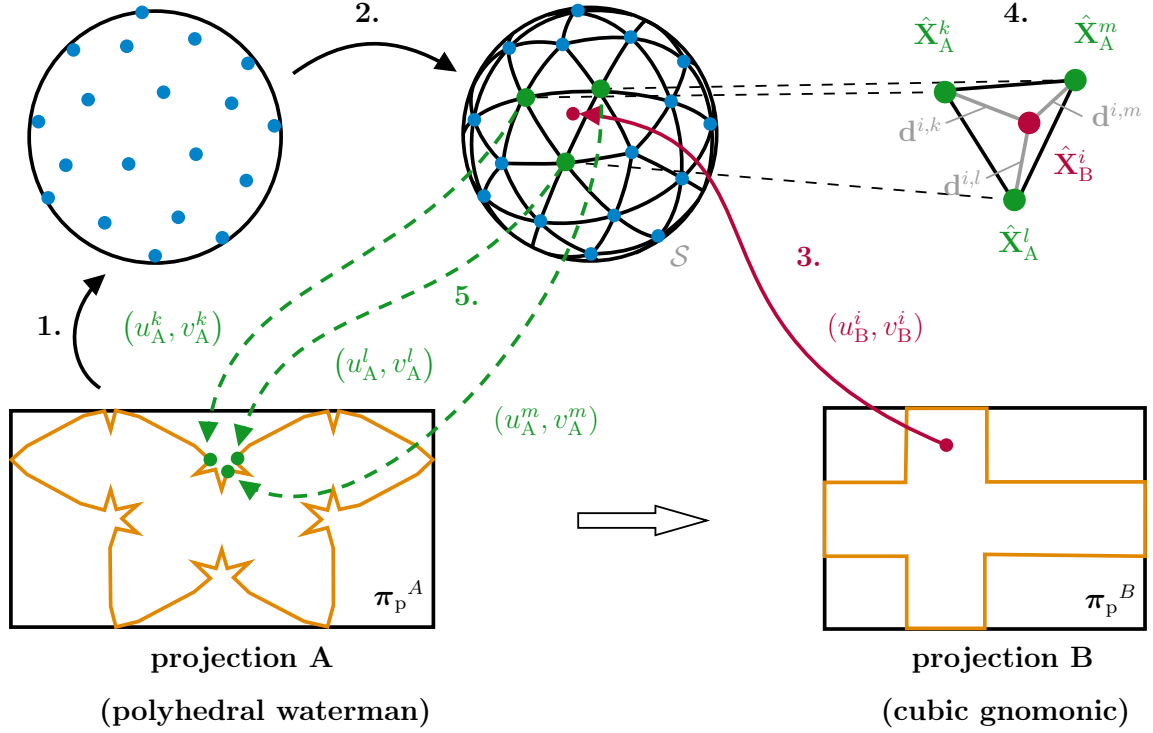 2.
4.
X̂_A^k
X̂_A^m
d^{i,k}
d^{i,m}
X̂_B^i
d^{i,l}
X̂_A^l
𝒮
3.
1.
5.
(u_A^k, v_A^k)
(u_A^l, v_A^l)
(u_A^m, v_A^m)
(u_B^i, v_B^i)
π_p^A
π_p^B
projection A
(polyhedral waterman)
projection B
(cubic gnomonic)